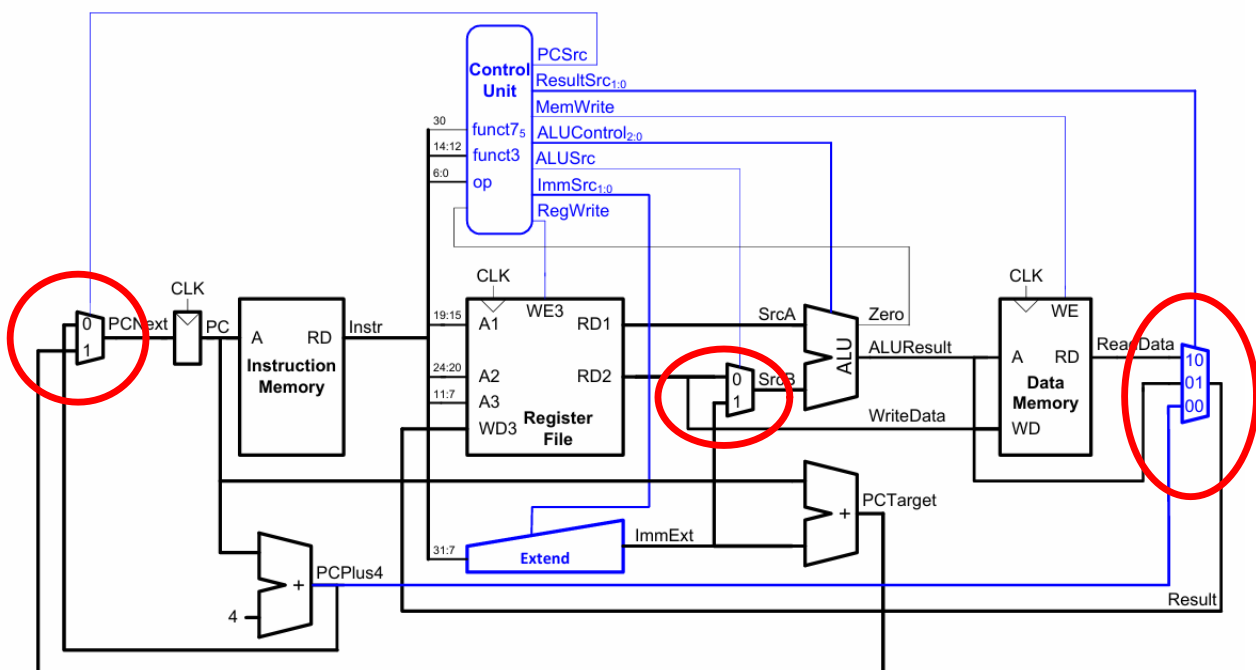 PCSrc
Control
Unit
ResultSrc1:0
MemWrite
30
funct75
ALUControl2:0
14:12
funct3
ALUSrc
6:0
op
ImmSrc1:0
RegWrite
CLK
CLK
CLK
0
PCNext
PC
1
A
RD
Instr
Instruction
Memory
19:15
A1
WE3
RD1
SrcA
Zero
WE
24:20
A2
RD2
0
SrcB
1
ALU
ALUResult
A
RD
ReadData
10
01
00
11:7
A3
WD3
Register
File
WriteData
Data
Memory
WD
+
PCTarget
31:7
Extend
ImmExt
PCPlus4
+
4
Result